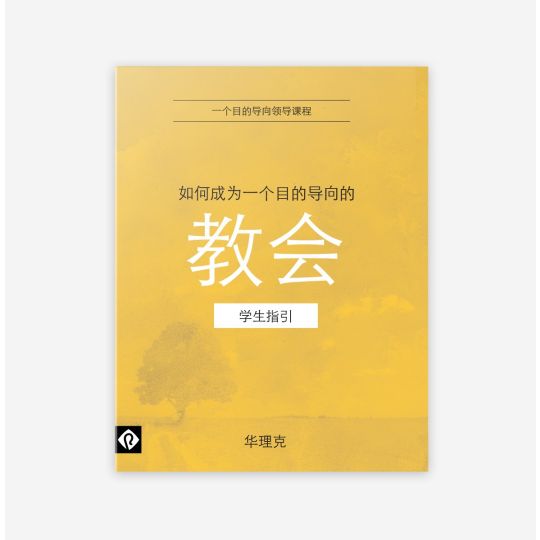 一个目的导向领导课程
如何成为一个目的导向的
教会
学生指引
华理克